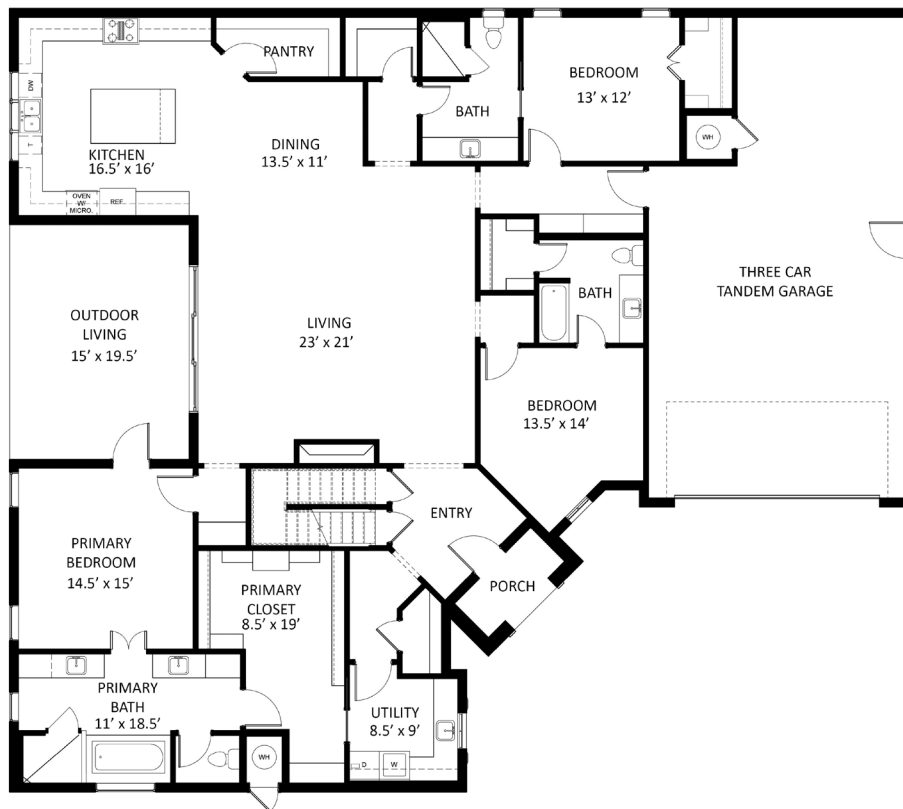 PANTRY
BEDROOM
13' x 12'
DW
BATH
WH
DINING
13.5' x 11'
KITCHEN
16.5' x 16'
T
OVEN
W/
MICRO.
REF.
THREE CAR
TANDEM GARAGE
BATH
OUTDOOR
LIVING
15' x 19.5'
LIVING
23' x 21'
BEDROOM
13.5' x 14'
ENTRY
PRIMARY
BEDROOM
14.5' x 15'
PORCH
PRIMARY
CLOSET
8.5' x 19'
PRIMARY
BATH
11' x 18.5'
UTILITY
8.5' x 9'
WH
D
W